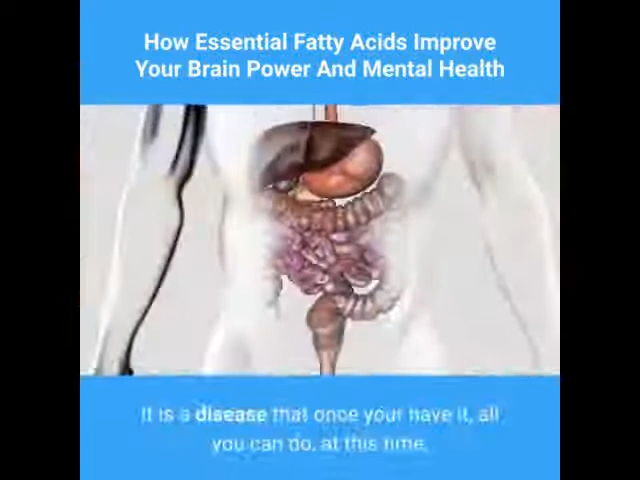 How Essential Fatty Acids Improve
Your Brain Power And Mental Health
It is a disease that once your have it, all
you can do, at this time,